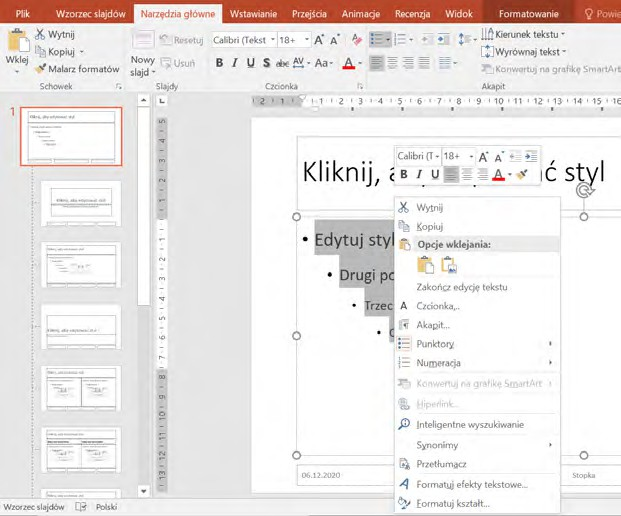 Plik Wzorzec slajdów Narzędzia główne Wstawianie Przejścia Animacje Recenzja Widok Formatowanie Powie
Wklej
Wytnij
Kopiuj
Malarz formatów
Schowek
Nowy slajd
Resetuj
Usuń
Slajdy
Calibri (Tekst 18+ A A
B I U S abc AV Aa A
Czcionka
Kierunek tekstu
Wyrównaj tekst
Konwertuj na grafikę SmartArt
Akapit
1
Kliknij, a
ać styl
Calibri (T 18+ A A
B I U A
Edytuj styl
Drugi po
Trzec
Wytnij
Kopiuj
Opcje wklejania:
Zakończ edycję tekstu
Czcionka...
Akapit...
Punktory
Numeracja
Konwertuj na grafikę SmartArt
Hiperlink...
Inteligentne wyszukiwanie
Synonimy
Przetłumacz
Formatuj efekty tekstowe...
Formatuj kształt...
06.12.2020
Stopka
Wzorzec slajdów Polski